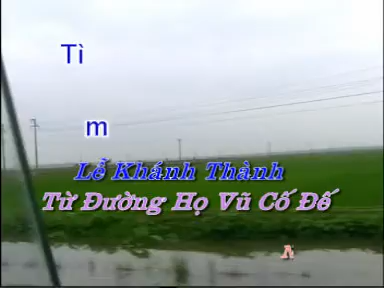 Tì
m
Lễ Khánh Thành
Từ Đường Họ Vũ Cố Đế